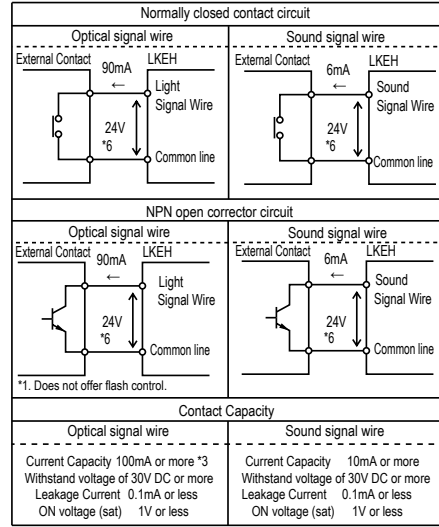 Normally closed contact circuit
Optical signal wire
External Contact
90mA
←
LKEH
Light
Signal Wire
24V
*6
Common line
Sound signal wire
External Contact
6mA
←
LKEH
Sound
Signal Wire
24V
*6
Common line
NPN open corrector circuit
Optical signal wire
External Contact
90mA
←
LKEH
Light
Signal Wire
24V
*6
Common line
*1. Does not offer flash control.
Sound signal wire
External Contact
6mA
←
LKEH
Sound
Signal Wire
24V
*6
Common line
Contact Capacity
Optical signal wire
Current Capacity 100mA or more *3
Withstand voltage of 30V DC or more
Leakage Current 0.1mA or less
ON voltage (sat) 1V or less
Sound signal wire
Current Capacity 10mA or more
Withstand voltage of 30V DC or more
Leakage Current 0.1mA or less
ON voltage (sat) 1V or less